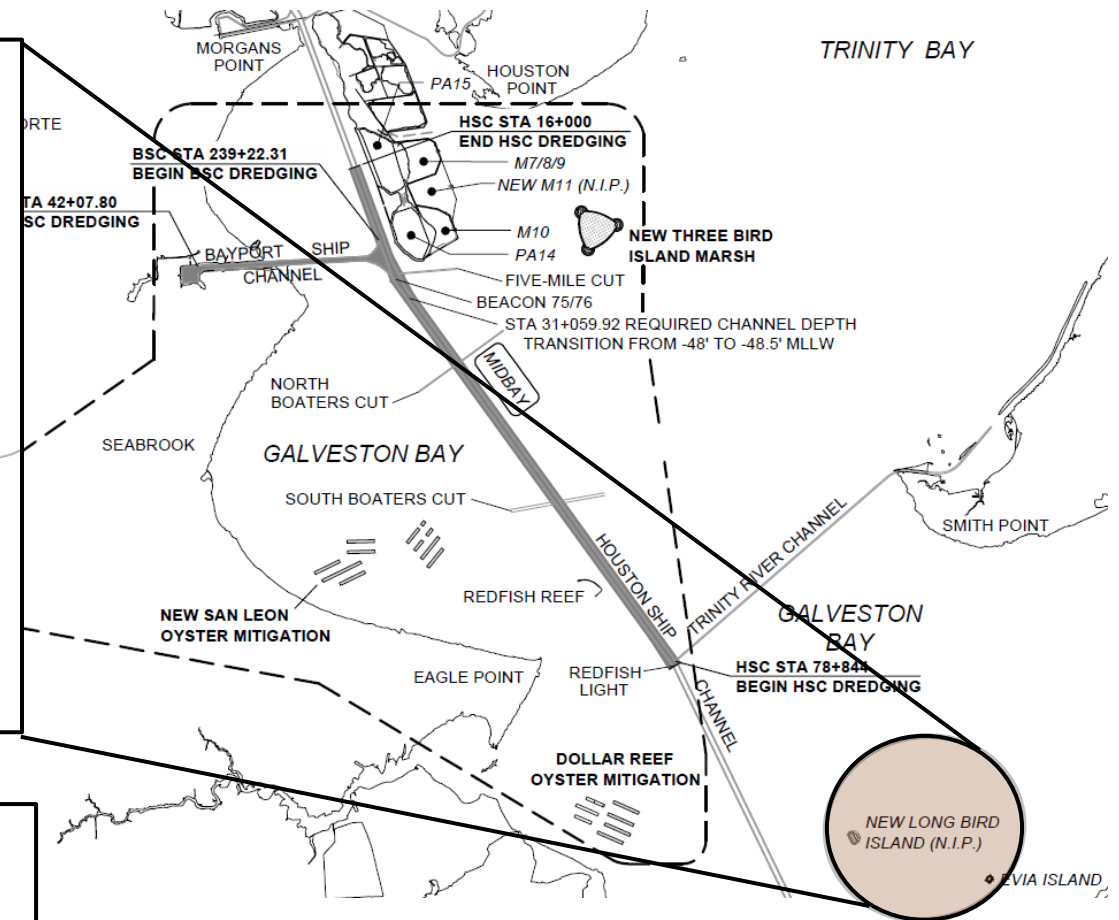 MORGANS
POINT
TRINITY BAY
PA15
HOUSTON
POINT
ORTE
HSC STA 16+000
END HSC DREDGING
BSC STA 239+22.31
BEGIN BSC DREDGING
M7/8/9
NEW M11 (N.I.P.)
TA 42+07.80
SC DREDGING
M10
PA14
NEW THREE BIRD
ISLAND MARSH
BAYPORT SHIP
CHANNEL
FIVE-MILE CUT
BEACON 75/76
STA 31+059.92 REQUIRED CHANNEL DEPTH
TRANSITION FROM -48' TO -48.5' MLLW
MIDBAY
NORTH
BOATERS CUT
SEABROOK
GALVESTON BAY
SOUTH BOATERS CUT
SMITH POINT
HOUSTON SHIP
CHANNEL
TRINITY RIVER CHANNEL
REDFISH REEF
NEW SAN LEON
OYSTER MITIGATION
GALVESTON
BAY
EAGLE POINT
REDFISH
LIGHT
HSC STA 78+844
BEGIN HSC DREDGING
DOLLAR REEF
OYSTER MITIGATION
NEW LONG BIRD
ISLAND (N.I.P.)
EVIA ISLAND